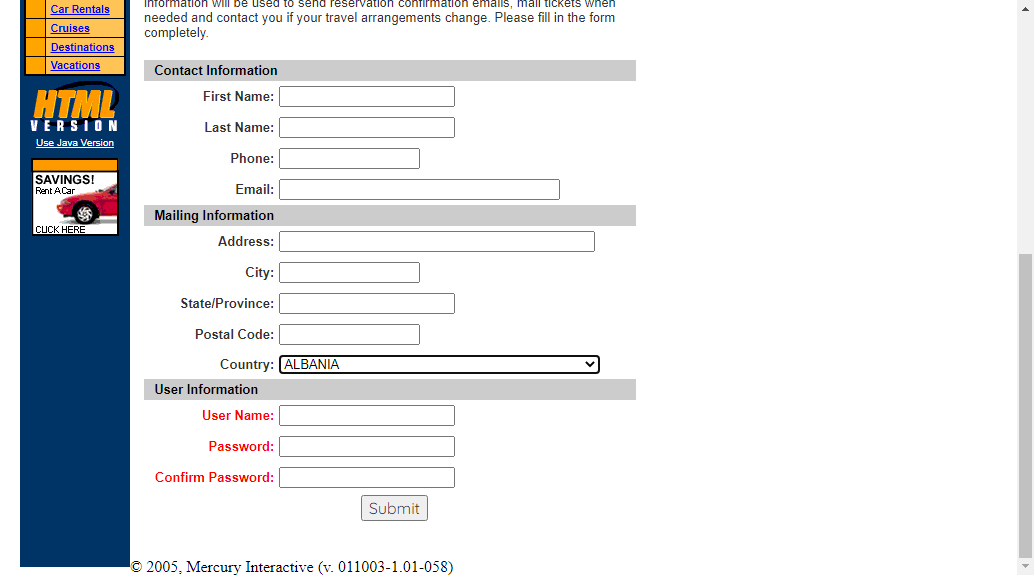 Car Rentals
Cruises
Destinations
Vacations
HTML
VERSION
Use Java Version
SAVINGS!
Rent A Car
CLICK HERE
information will be used to send reservation confirmation emails, mail tickets when
needed and contact you if your travel arrangements change. Please fill in the form
completely.
Contact Information
First Name:
Last Name:
Phone:
Email:
Mailing Information
Address:
City:
State/Province:
Postal Code:
Country: ALBANIA
User Information
User Name:
Password:
Confirm Password:
Submit
© 2005, Mercury Interactive (v. 011003-1.01-058)